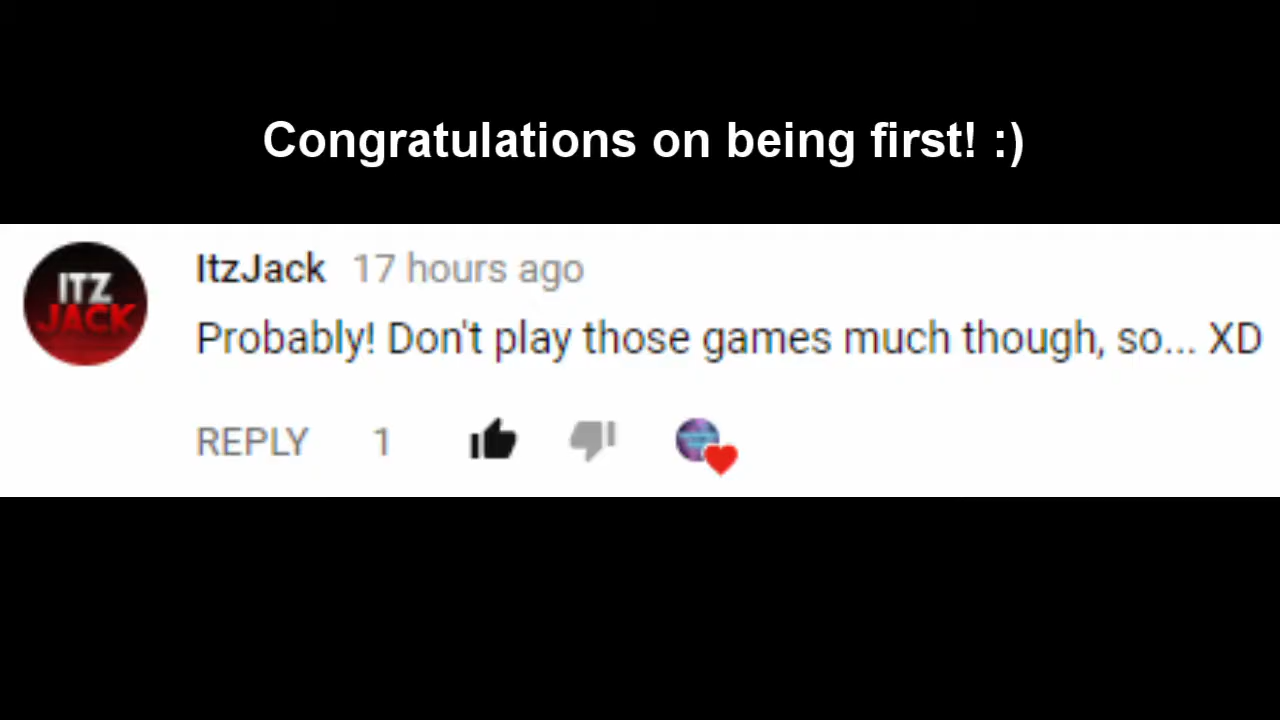 Congratulations on being first! :)
ITZ
JACK
ItzJack 17 hours ago
Probably! Don't play those games much though, so... XD
REPLY 1